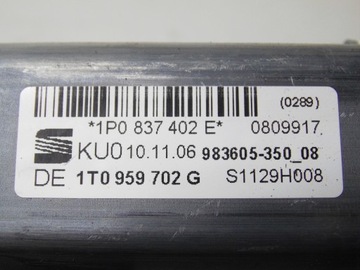 (0289)
*1P0 837 402 E* 0809917
KU0 10.11.06 983605-350_08
DE 1T0 959 702 G S1129H008